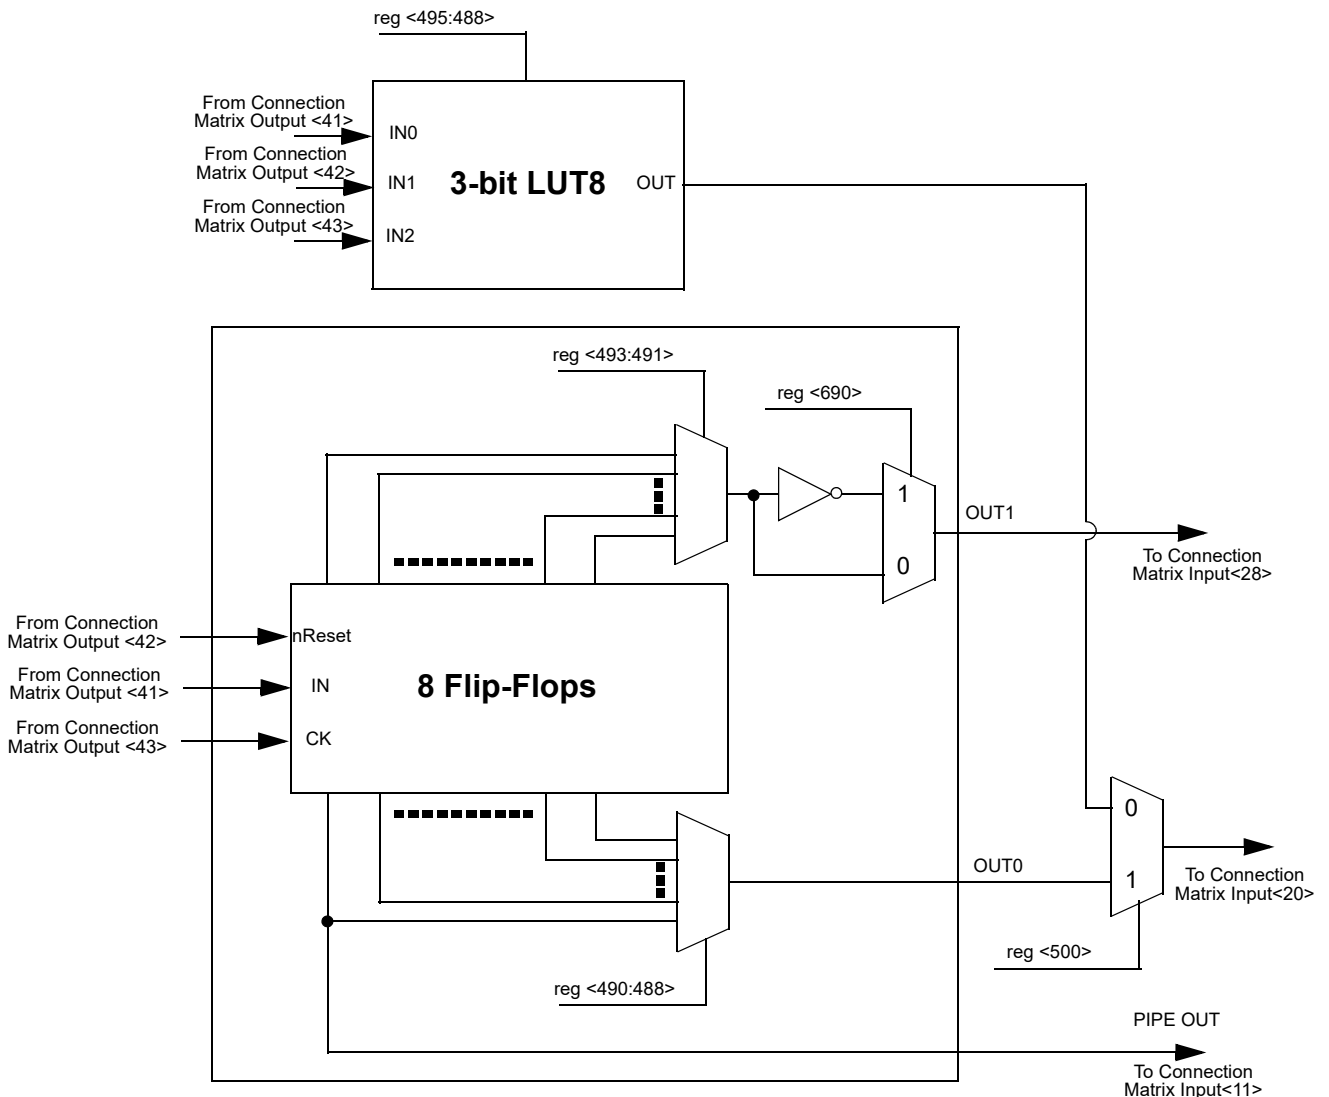 reg <495:488>
From Connection
Matrix Output <41>
IN0
From Connection
Matrix Output <42>
IN1
3-bit LUT8
OUT
From Connection
Matrix Output <43>
IN2
reg <493:491>
reg <690>
1
OUT1
0
To Connection
Matrix Input<28>
From Connection
Matrix Output <42>
nReset
From Connection
Matrix Output <41>
IN
8 Flip-Flops
From Connection
Matrix Output <43>
CK
0
OUT0
1
To Connection
Matrix Input<20>
reg <500>
reg <490:488>
PIPE OUT
To Connection
Matrix Input<11>